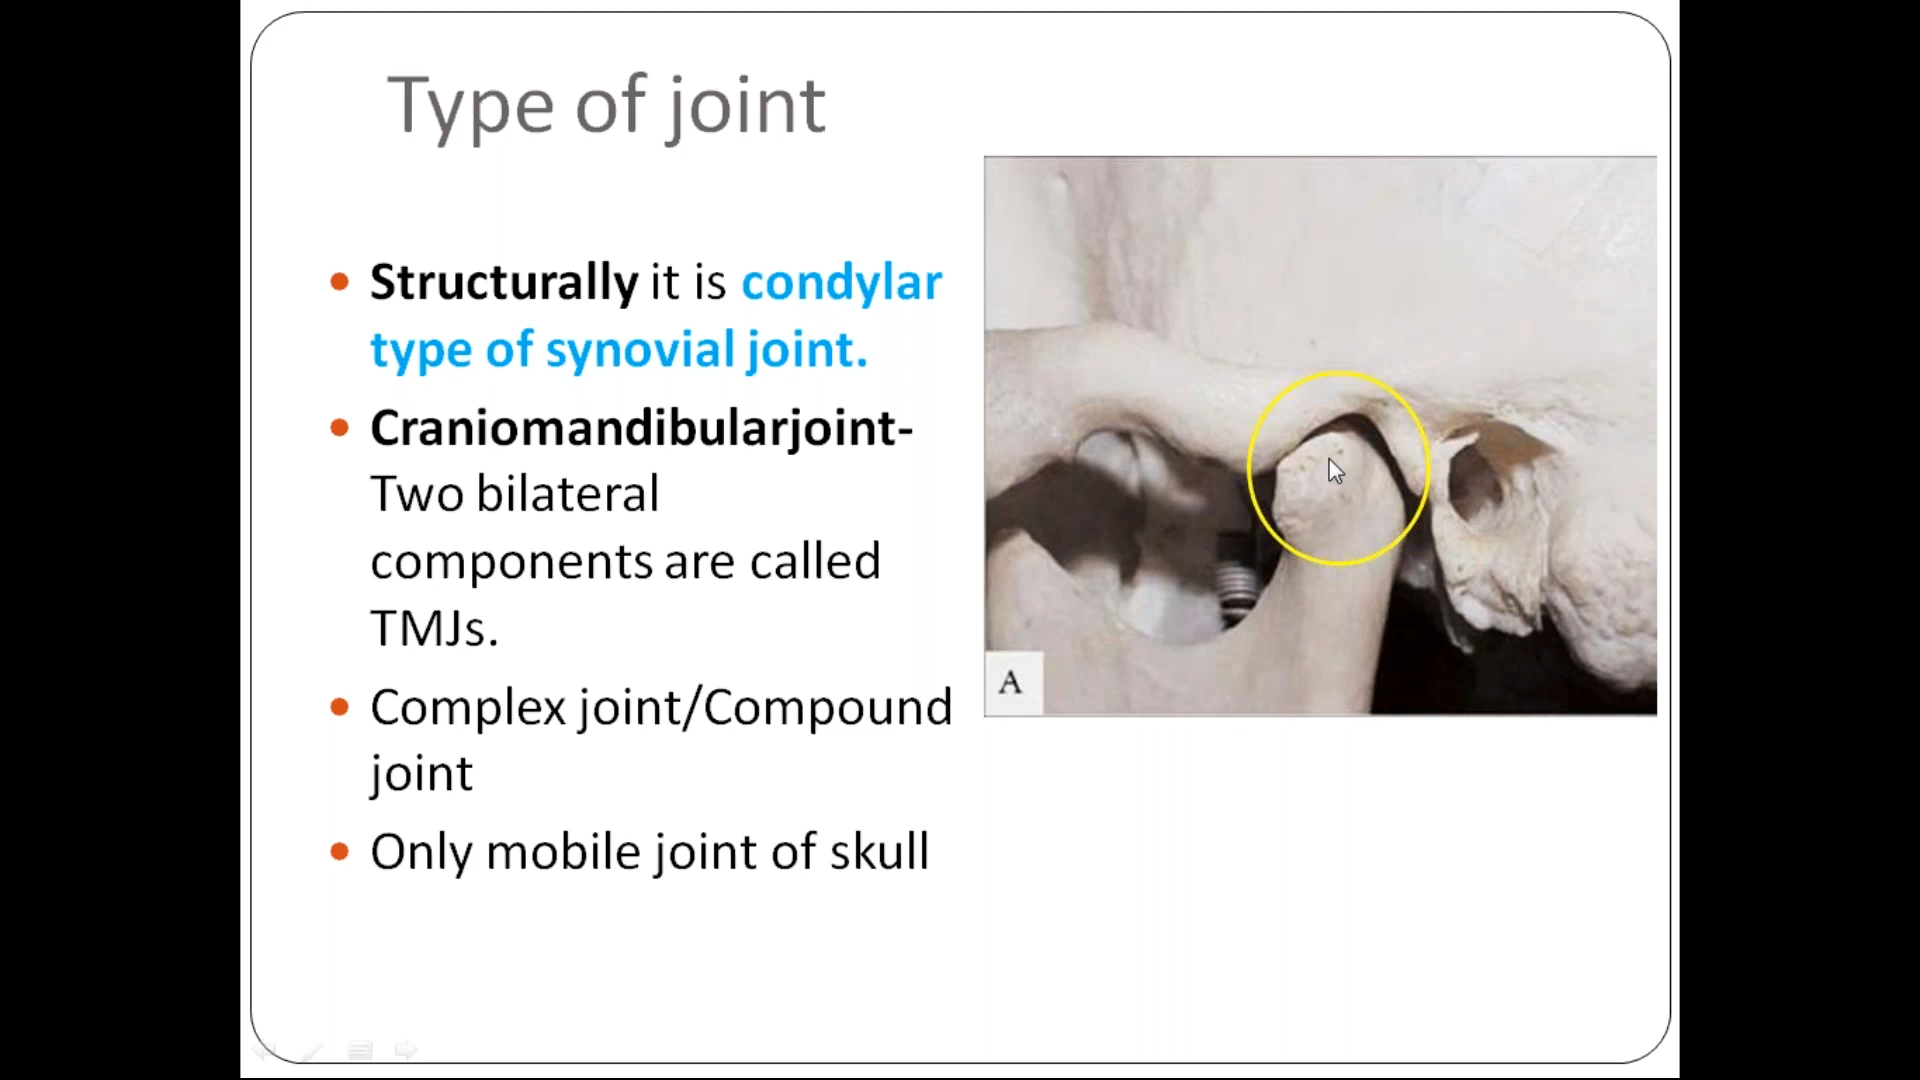 Type of joint
Structurally it is condylar
type of synovial joint.
Craniomandibularjoint-
Two bilateral
components are called
TMJs.
Complex joint/Compound
joint
Only mobile joint of skull
A